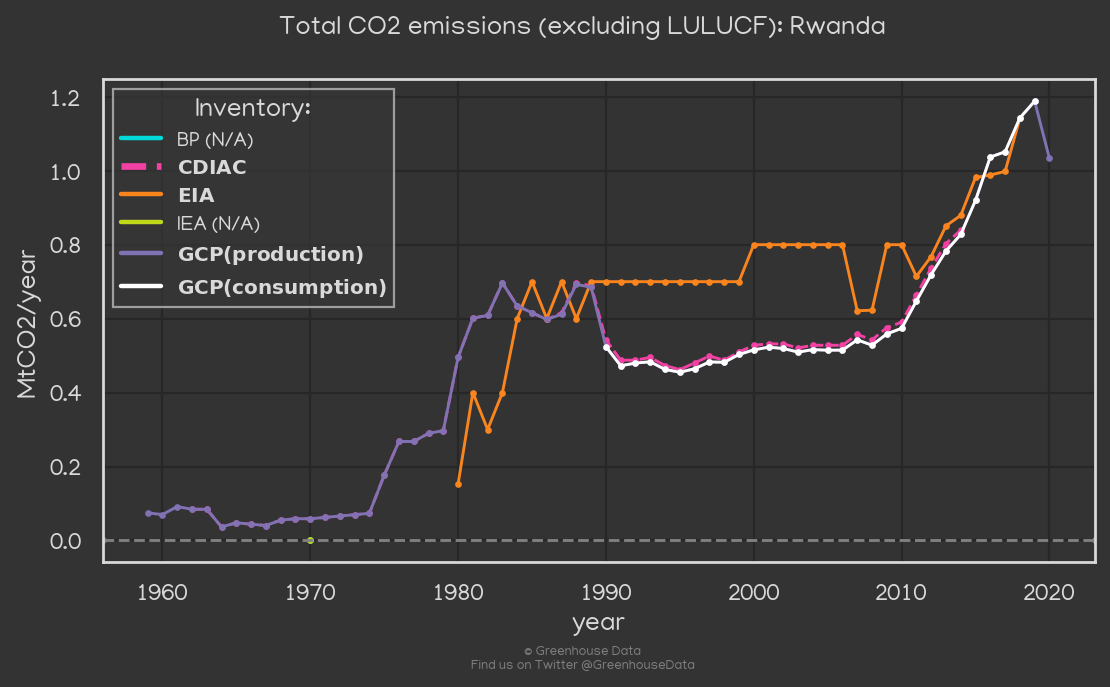 Total CO2 emissions (excluding LULUCF): Rwanda
Inventory:
BP (N/A)
CDIAC
EIA
IEA (N/A)
GCP(production)
GCP(consumption)
MtCO2/year
1.2
1.0
0.8
0.6
0.4
0.2
0.0
1960 1970 1980 1990 2000 2010 2020
year
© Greenhouse Data
Find us on Twitter @GreenhouseData